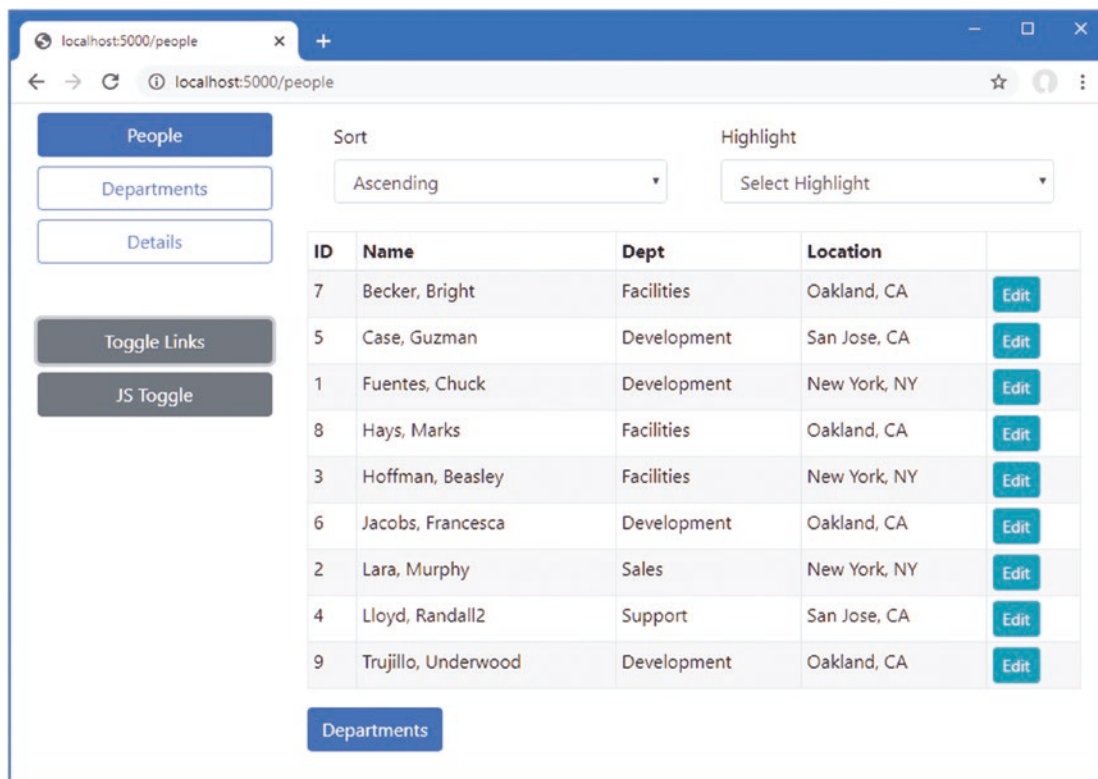 localhost:5000/people
localhost:5000/people
People
Departments
Details
Toggle Links
JS Toggle
Sort Highlight
Ascending Select Highlight
ID Name Dept Location
7 Becker, Bright Facilities Oakland, CA Edit
5 Case, Guzman Development San Jose, CA Edit
1 Fuentes, Chuck Development New York, NY Edit
8 Hays, Marks Facilities Oakland, CA Edit
3 Hoffman, Beasley Facilities New York, NY Edit
6 Jacobs, Francesca Development Oakland, CA Edit
2 Lara, Murphy Sales New York, NY Edit
4 Lloyd, Randall2 Support San Jose, CA Edit
9 Trujillo, Underwood Development Oakland, CA Edit
Departments